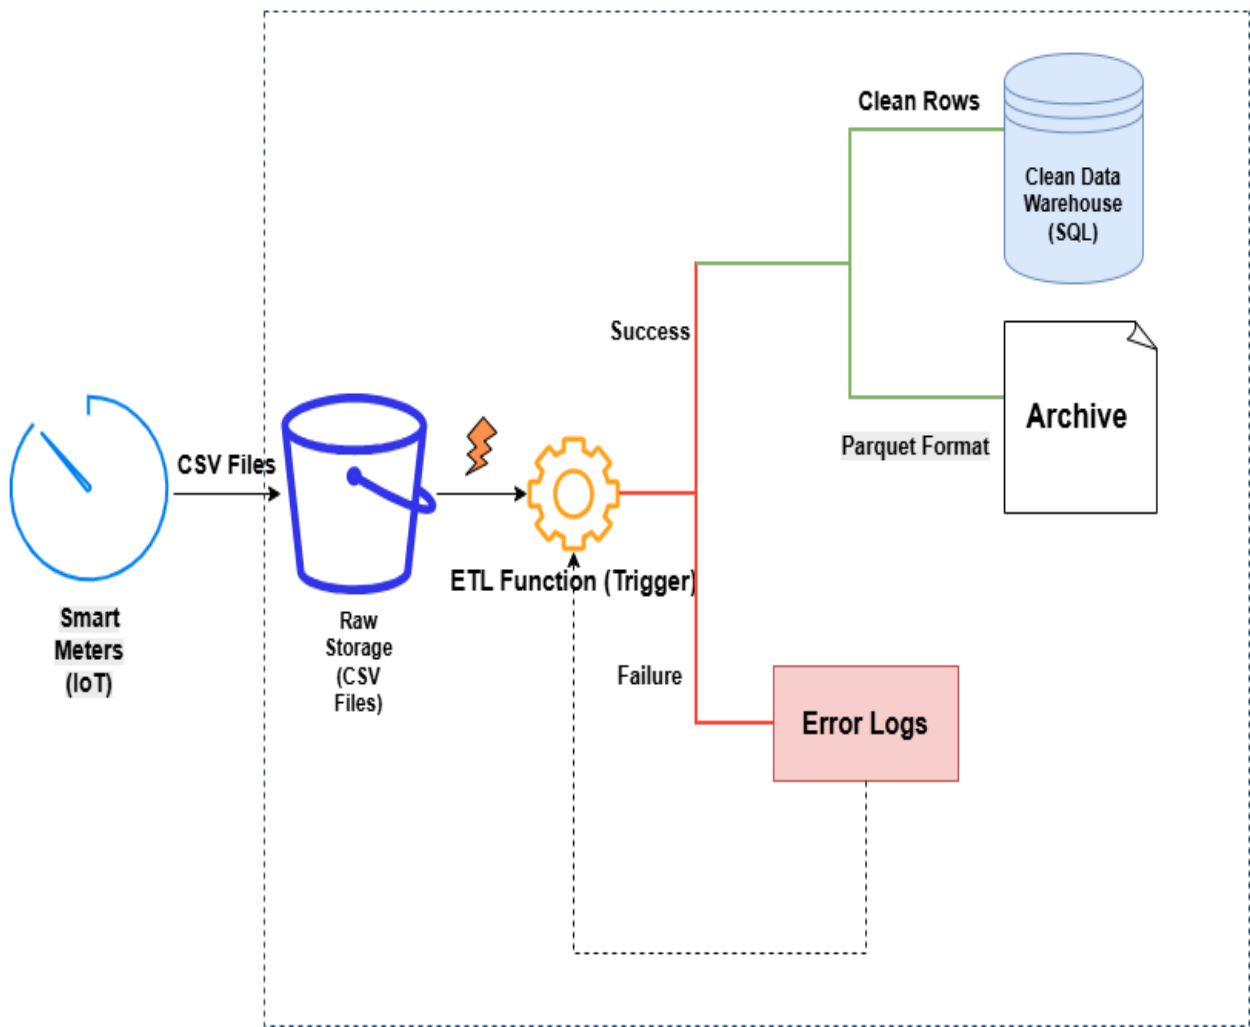 CSV Files
Smart
Meters
(IoT)
Raw
Storage
(CSV
Files)
ETL Function (Trigger)
Success
Failure
Clean Rows
Clean Data
Warehouse
(SQL)
Parquet Format
Archive
Error Logs